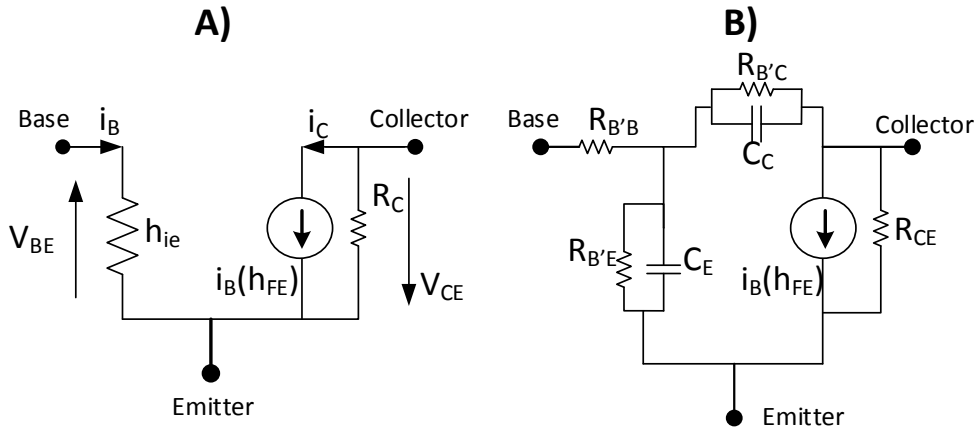 A)
Base
i_B
i_C
Collector
V_BE
h_ie
R_C
i_B(h_FE)
V_CE
Emitter
B)
R_B'C
Base
R_B'B
C_C
Collector
R_B'E
C_E
R_CE
i_B(h_FE)
Emitter